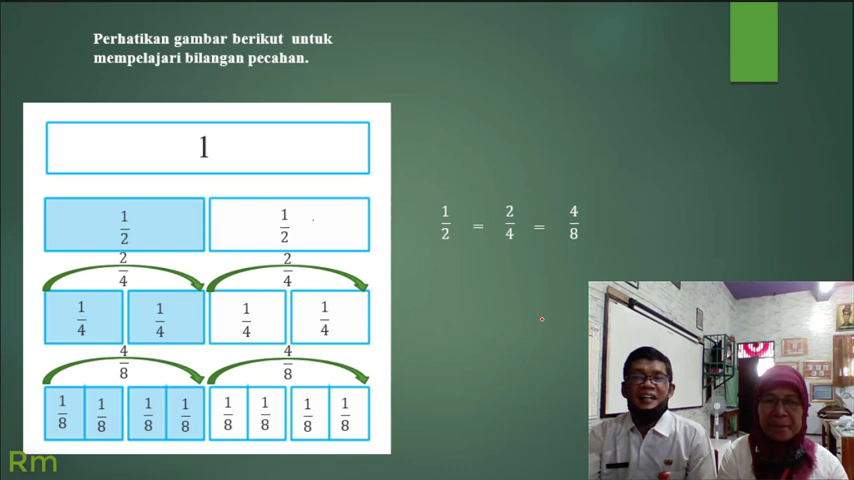 Perhatikan gambar berikut untuk
mempelajari bilangan pecahan.
1
1/2 1/2
2/4 2/4
1/4 1/4 1/4 1/4
4/8 4/8
1/8 1/8 1/8 1/8 1/8 1/8 1/8 1/8
1/2 = 2/4 = 4/8
Rm